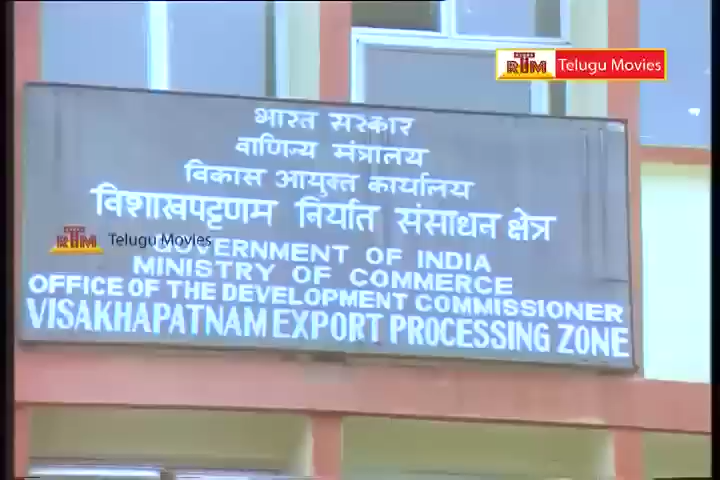 RTM Telugu Movies
भारत सरकार
वाणिज्य मंत्रालय
विकास आयुक्त कार्यालय
विशाखपट्टणम निर्यात संसाधन क्षेत्र
RTM Telugu Movies
GOVERNMENT OF INDIA
MINISTRY OF COMMERCE
OFFICE OF THE DEVELOPMENT COMMISSIONER
VISAKHAPATNAM EXPORT PROCESSING ZONE